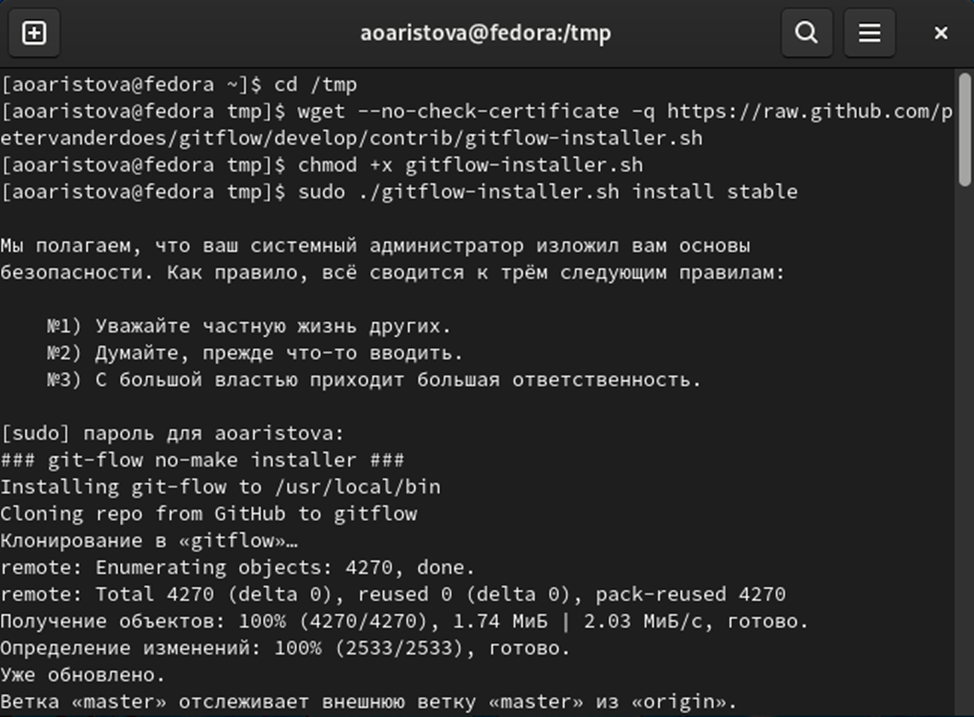 aoaristova@fedora:/tmp
[aoaristova@fedora ~]$ cd /tmp
[aoaristova@fedora tmp]$ wget --no-check-certificate -q https://raw.github.com/p
etervanderdoes/gitflow/develop/contrib/gitflow-installer.sh
[aoaristova@fedora tmp]$ chmod +x gitflow-installer.sh
[aoaristova@fedora tmp]$ sudo ./gitflow-installer.sh install stable
Мы полагаем, что ваш системный администратор изложил вам основы
безопасности. Как правило, всё сводится к трём следующим правилам:
№1) Уважайте частную жизнь других.
№2) Думайте, прежде что-то вводить.
№3) С большой властью приходит большая ответственность.
[sudo] пароль для aoaristova:
### git-flow no-make installer ###
Installing git-flow to /usr/local/bin
Cloning repo from GitHub to gitflow
Клонирование в «gitflow»…
remote: Enumerating objects: 4270, done.
remote: Total 4270 (delta 0), reused 0 (delta 0), pack-reused 4270
Получение объектов: 100% (4270/4270), 1.74 МиБ | 2.03 МиБ/с, готово.
Определение изменений: 100% (2533/2533), готово.
Уже обновлено.
Ветка «master» отслеживает внешнюю ветку «master» из «origin».